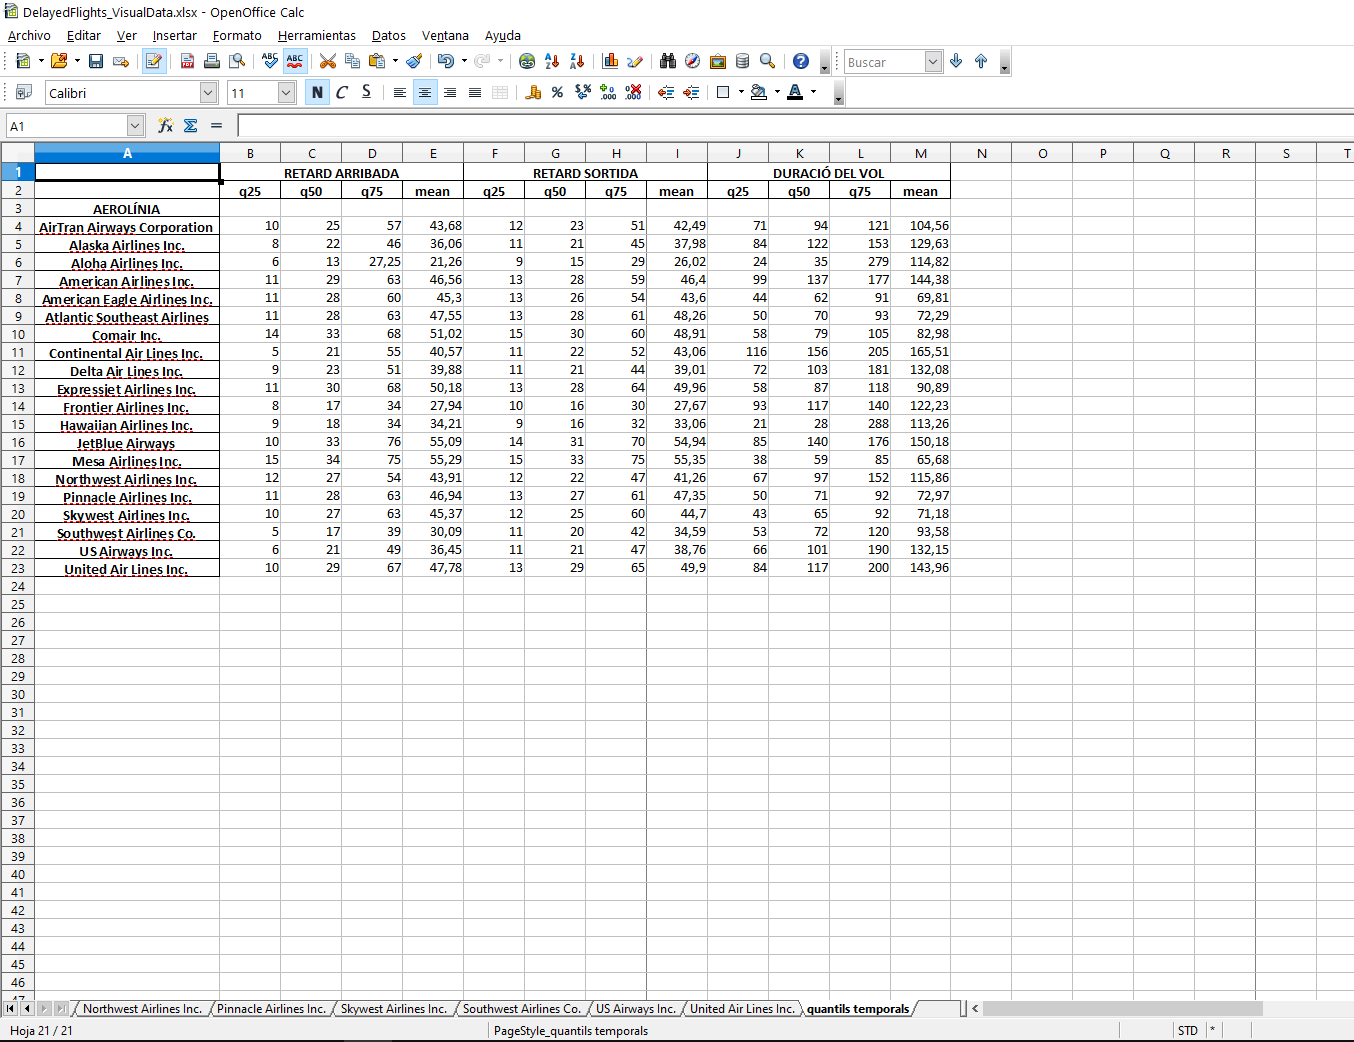 DelayedFlights_VisualData.xlsx - OpenOffice Calc
Archivo Editar Ver Insertar Formato Herramientas Datos Ventana Ayuda
Buscar
Calibri 11 N C S
A1
A B C D E F G H I J K L M N O P Q R S T
1 RETARD ARRIBADA RETARD SORTIDA DURACIÓ DEL VOL
2 q25 q50 q75 mean q25 q50 q75 mean q25 q50 q75 mean
3 AEROLÍNIA
4 AirTran Airways Corporation 10 25 57 43,68 12 23 51 42,49 71 94 121 104,56
5 Alaska Airlines Inc. 8 22 46 36,06 11 21 45 37,98 84 122 153 129,63
6 Aloha Airlines Inc. 6 13 27,25 21,26 9 15 29 26,02 24 35 279 114,82
7 American Airlines Inc. 11 29 63 46,56 13 28 59 46,4 99 137 177 144,38
8 American Eagle Airlines Inc. 11 28 60 45,3 13 26 54 43,6 44 62 91 69,81
9 Atlantic Southeast Airlines 11 28 63 47,55 13 28 61 48,26 50 70 93 72,29
10 Comair Inc. 14 33 68 51,02 15 30 60 48,91 58 79 105 82,98
11 Continental Air Lines Inc. 5 21 55 40,57 11 22 52 43,06 116 156 205 165,51
12 Delta Air Lines Inc. 9 23 51 39,88 11 21 44 39,01 72 103 181 132,08
13 Expressjet Airlines Inc. 11 30 68 50,18 13 28 64 49,96 58 87 118 90,89
14 Frontier Airlines Inc. 8 17 34 27,94 10 16 30 27,67 93 117 140 122,23
15 Hawaiian Airlines Inc. 9 18 34 34,21 9 16 32 33,06 21 28 288 113,26
16 JetBlue Airways 10 33 76 55,09 14 31 70 54,94 85 140 176 150,18
17 Mesa Airlines Inc. 15 34 75 55,29 15 33 75 55,35 38 59 85 65,68
18 Northwest Airlines Inc. 12 27 54 43,91 12 22 47 41,26 67 97 152 115,86
19 Pinnacle Airlines Inc. 11 28 63 46,94 13 27 61 47,35 50 71 92 72,97
20 Skywest Airlines Inc. 10 27 63 45,37 12 25 60 44,7 43 65 92 71,18
21 Southwest Airlines Co. 5 17 39 30,09 11 20 42 34,59 53 72 120 93,58
22 US Airways Inc. 6 21 49 36,45 11 21 47 38,76 66 101 190 132,15
23 United Air Lines Inc. 10 29 67 47,78 13 29 65 49,9 84 117 200 143,96
24
25
26
27
28
29
30
31
32
33
34
35
36
37
38
39
40
41
42
43
44
45
46
47
Northwest Airlines Inc. Pinnacle Airlines Inc. Skywest Airlines Inc. Southwest Airlines Co. US Airways Inc. United Air Lines Inc. quantils temporals
Hoja 21 / 21 PageStyle_quantils temporals STD *